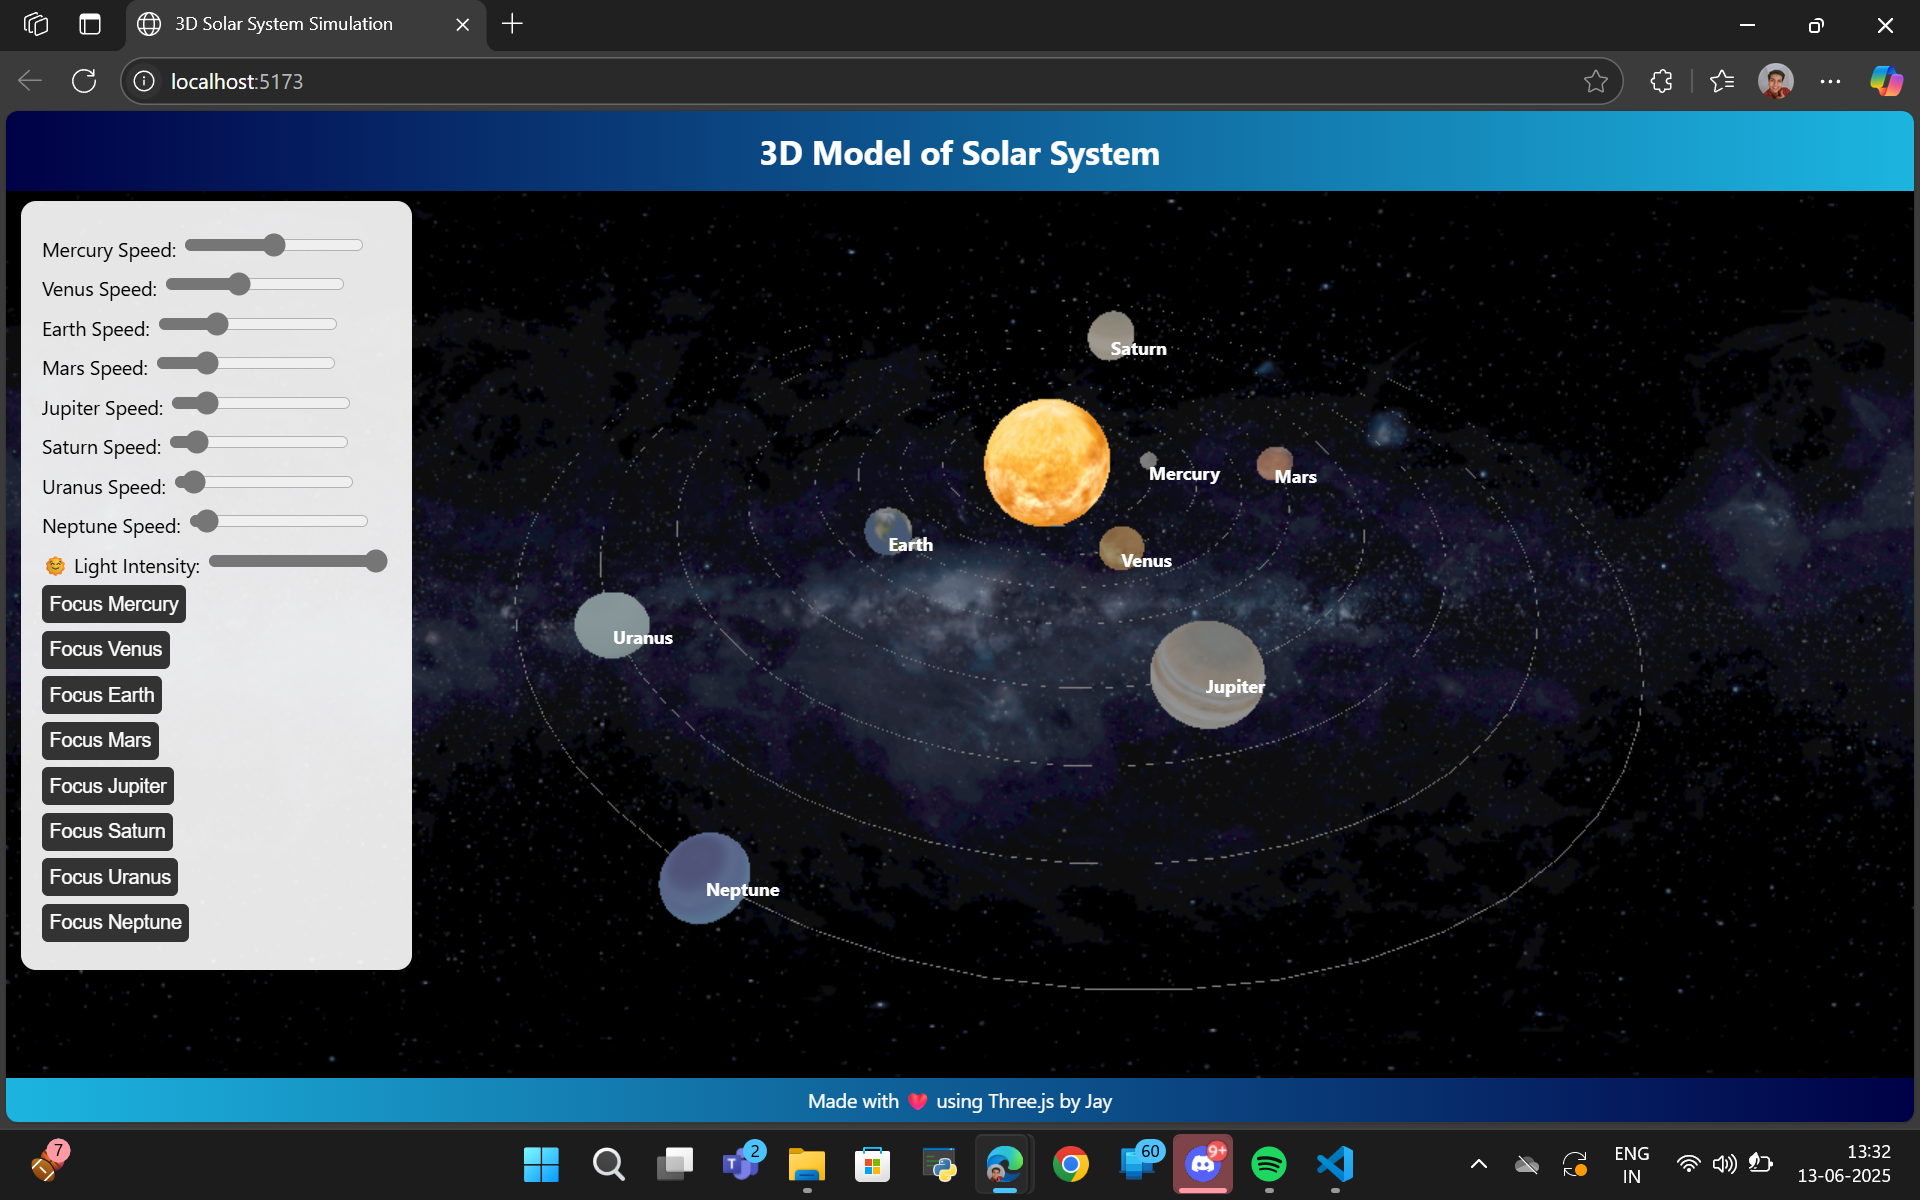 3D Solar System Simulation
localhost:5173
3D Model of Solar System
Mercury Speed:
Venus Speed:
Earth Speed:
Mars Speed:
Jupiter Speed:
Saturn Speed:
Uranus Speed:
Neptune Speed:
🌞 Light Intensity:
Focus Mercury
Focus Venus
Focus Earth
Focus Mars
Focus Jupiter
Focus Saturn
Focus Uranus
Focus Neptune
Saturn
Mercury
Mars
Earth
Venus
Uranus
Jupiter
Neptune
Made with ❤️ using Three.js by Jay
7
2
60
9+
ENG
IN
13:32
13-06-2025